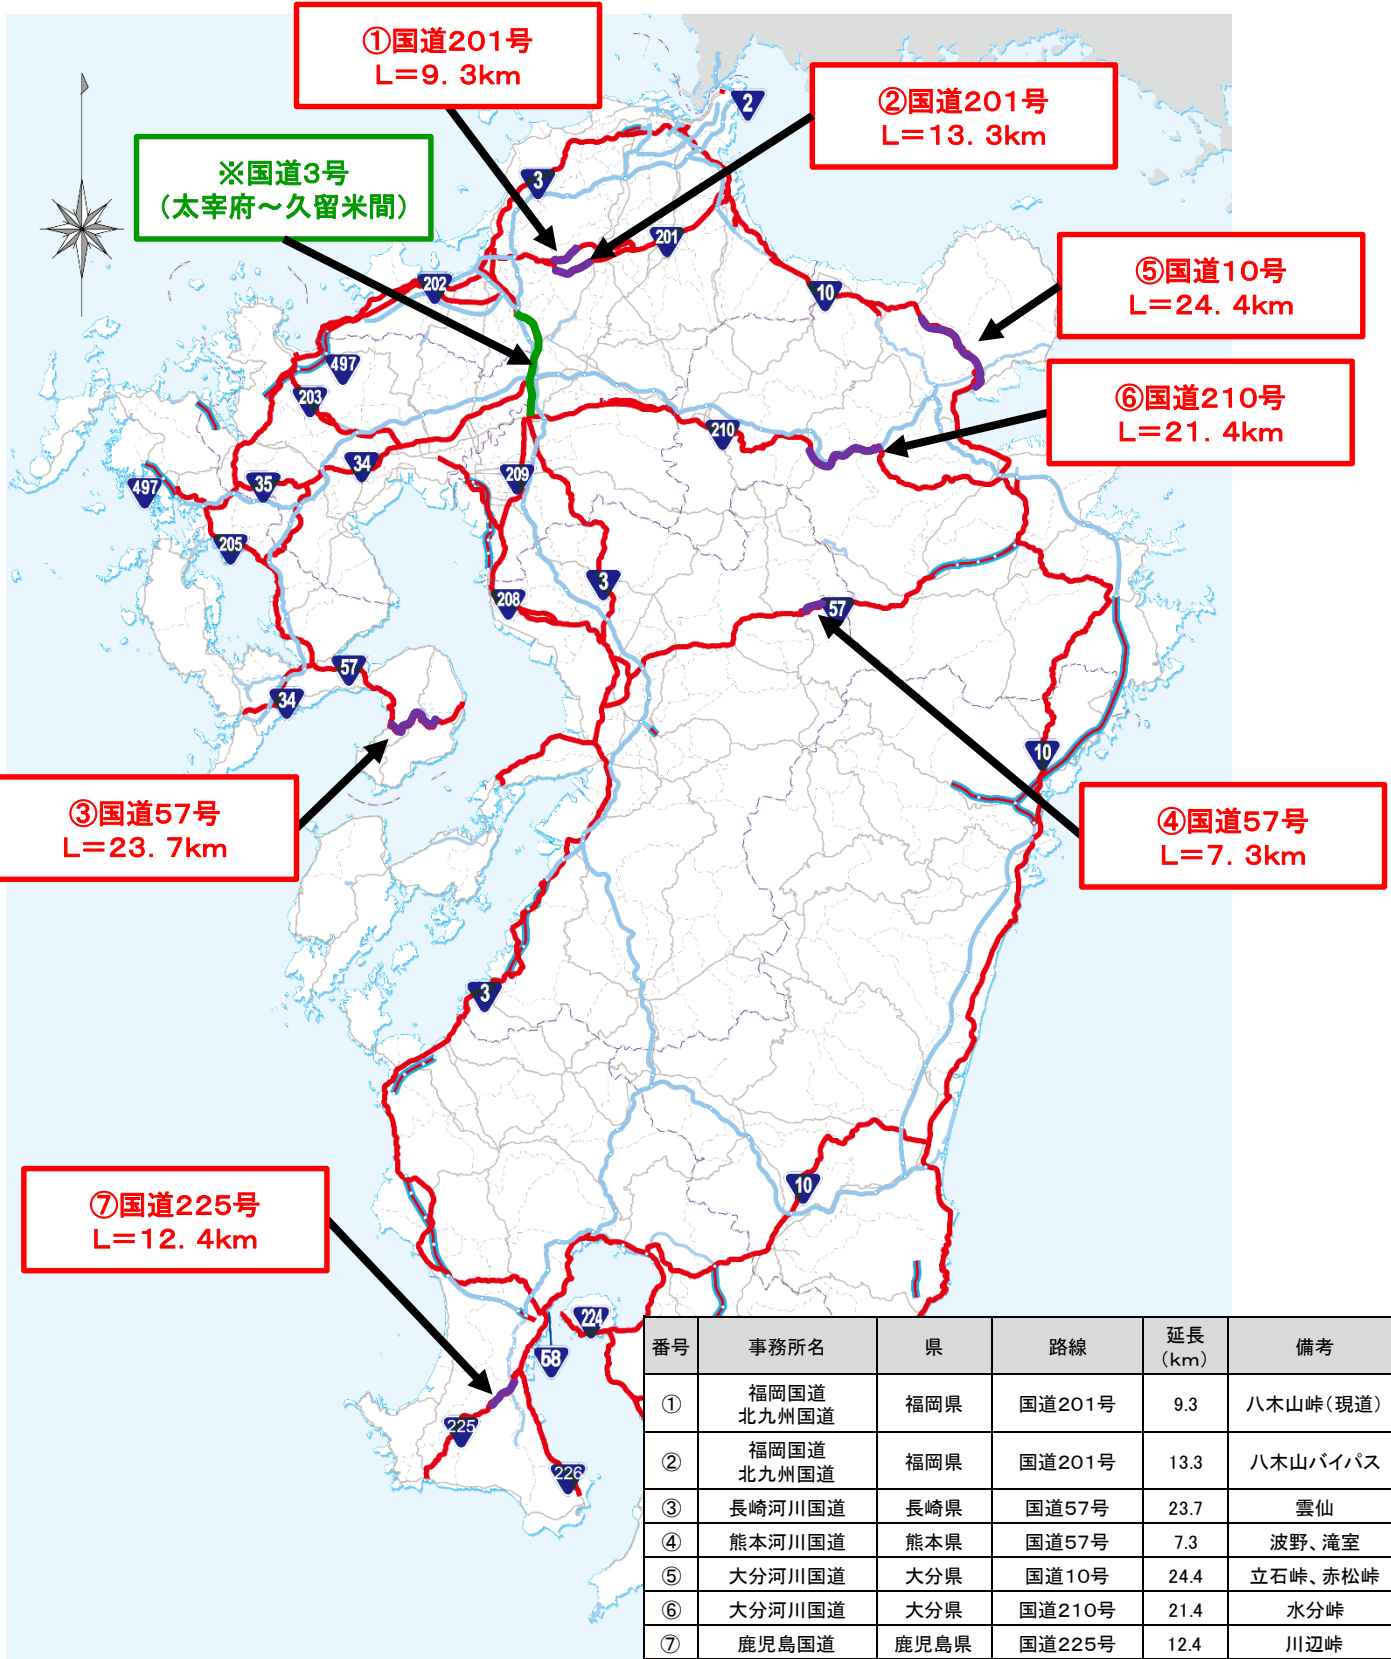 ①国道201号
L=9．3km
②国道201号
L=13．3km
※国道3号
（太宰府～久留米間）
⑤国道10号
L=24．4km
⑥国道210号
L=21．4km
③国道57号
L=23．7km
④国道57号
L=7．3km
⑦国道225号
L=12．4km
2
3
201
202
10
497
203
210
34
209
35
497
205
208
3
57
57
34
10
3
10
224
58
225
226
番号 事務所名 県 路線 延長（km） 備考
① 福岡国道 北九州国道 福岡県 国道201号 9.3 八木山峠（現道）
② 福岡国道 北九州国道 福岡県 国道201号 13.3 八木山バイパス
③ 長崎河川国道 長崎県 国道57号 23.7 雲仙
④ 熊本河川国道 熊本県 国道57号 7.3 波野、滝室
⑤ 大分河川国道 大分県 国道10号 24.4 立石峠、赤松峠
⑥ 大分河川国道 大分県 国道210号 21.4 水分峠
⑦ 鹿児島国道 鹿児島県 国道225号 12.4 川辺峠